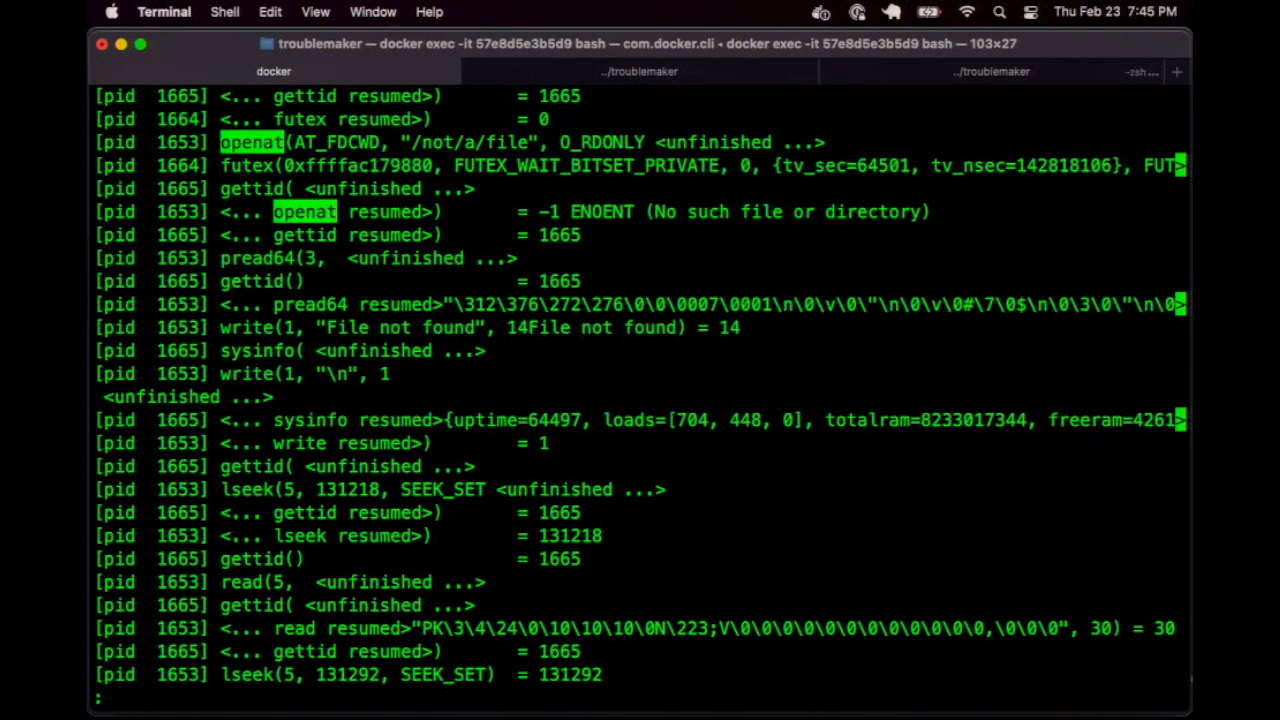 Terminal Shell Edit View Window Help Thu Feb 23 7:45 PM
troublemaker — docker exec -it 57e8d5e3b5d9 bash — com.docker.cli ◂ docker exec -it 57e8d5e3b5d9 bash — 103×27
docker ../troublemaker ../troublemaker -zsh... +
[pid  1665] <... gettid resumed>)        = 1665
[pid  1664] <... futex resumed>)         = 0
[pid  1653] openat(AT_FDCWD, "/not/a/file", O_RDONLY <unfinished ...>
[pid  1664] futex(0xffffac179880, FUTEX_WAIT_BITSET_PRIVATE, 0, {tv_sec=64501, tv_nsec=142818106}, FUT>
[pid  1665] gettid( <unfinished ...>
[pid  1653] <... openat resumed>)        = -1 ENOENT (No such file or directory)
[pid  1665] <... gettid resumed>)        = 1665
[pid  1653] pread64(3,  <unfinished ...>
[pid  1665] gettid()                     = 1665
[pid  1653] <... pread64 resumed>"\312\376\272\276\0\0\0007\0001\n\0\v\0\"\n\0\v\0#\7\0$\n\0\3\0\"\n\0>
[pid  1653] write(1, "File not found", 14File not found) = 14
[pid  1665] sysinfo( <unfinished ...>
[pid  1653] write(1, "\n", 1
 <unfinished ...>
[pid  1665] <... sysinfo resumed>{uptime=64497, loads=[704, 448, 0], totalram=8233017344, freeram=4261>
[pid  1653] <... write resumed>)         = 1
[pid  1665] gettid( <unfinished ...>
[pid  1653] lseek(5, 131218, SEEK_SET <unfinished ...>
[pid  1665] <... gettid resumed>)        = 1665
[pid  1653] <... lseek resumed>)         = 131218
[pid  1665] gettid()                     = 1665
[pid  1653] read(5,  <unfinished ...>
[pid  1665] gettid( <unfinished ...>
[pid  1653] <... read resumed>"PK\3\4\24\0\10\10\10\0N\223;V\0\0\0\0\0\0\0\0\0\0\0\0,\0\0\0", 30) = 30
[pid  1665] <... gettid resumed>)        = 1665
[pid  1653] lseek(5, 131292, SEEK_SET)  = 131292
: